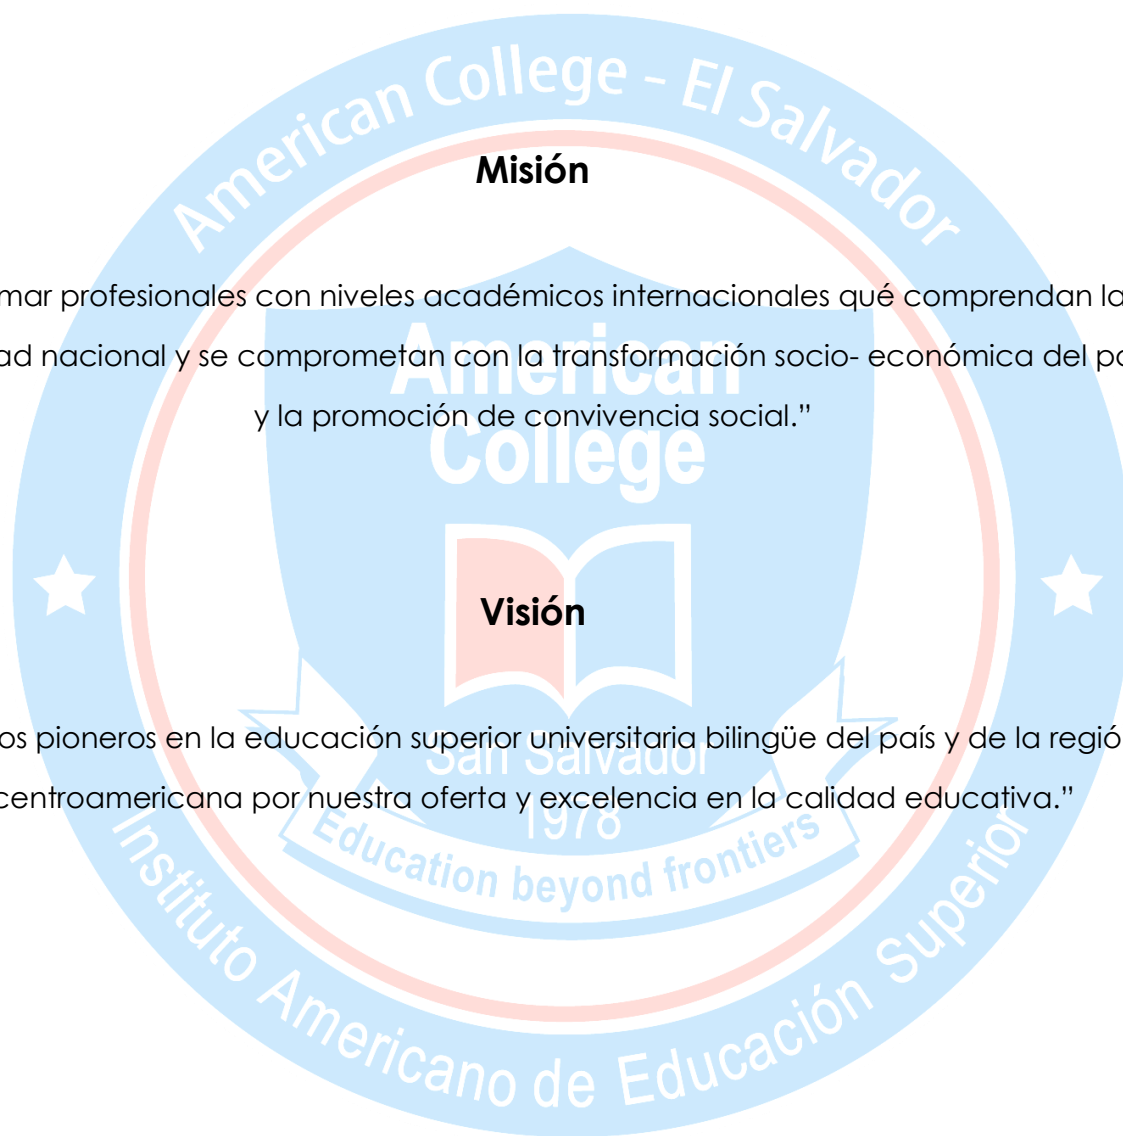 American College - El Salvador
Misión
mar profesionales con niveles académicos internacionales qué comprendan la
ad nacional y se comprometan con la transformación socio- económica del pa
y la promoción de convivencia social.”
American
College
Visión
os pioneros en la educación superior universitaria bilingüe del país y de la regió
centroamericana por nuestra oferta y excelencia en la calidad educativa.”
San Salvador
1978
Education beyond frontiers
Instituto Americano de Educación Superior